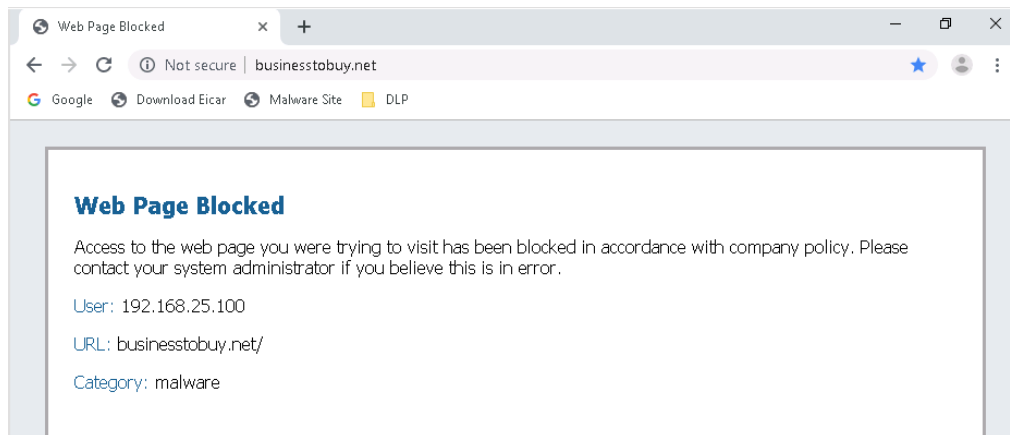 Web Page Blocked
Not secure | businesstobuy.net
Google Download Eicar Malware Site DLP
Web Page Blocked
Access to the web page you were trying to visit has been blocked in accordance with company policy. Please
contact your system administrator if you believe this is in error.
User: 192.168.25.100
URL: businesstobuy.net/
Category: malware